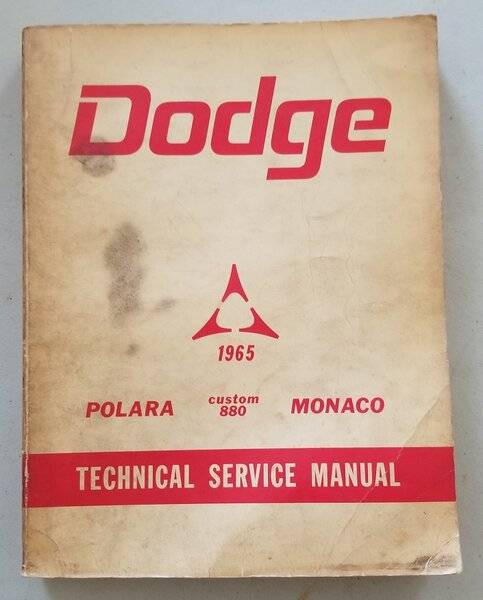 Dodge
1965
POLARA custom 880 MONACO
TECHNICAL SERVICE MANUAL